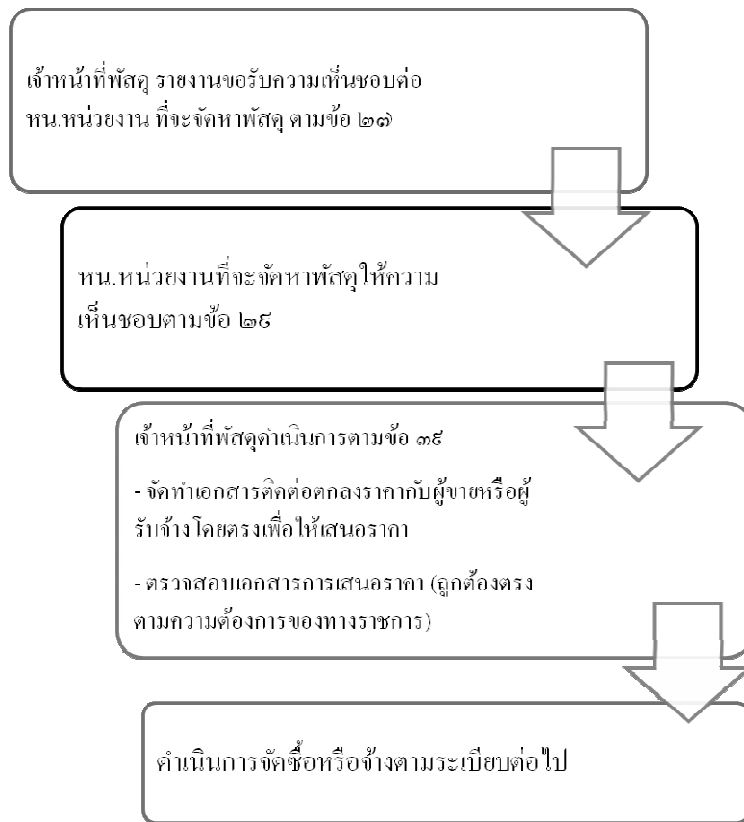 เจ้าหน้าที่พัสดุ รายงานขอรับความเห็นชอบต่อ
หน.หน่วยงาน ที่จะจัดหาพัสดุ ตามข้อ ๒๗
หน.หน่วยงานที่จะจัดหาพัสดุให้ความ
เห็นชอบตามข้อ ๒๙
เจ้าหน้าที่พัสดุดำเนินการตามข้อ ๓๙
- จัดทำเอกสารติดต่อตกลงราคากับผู้ขายหรือผู้
รับจ้างโดยตรงเพื่อให้เสนอราคา
- ตรวจสอบเอกสารการเสนอราคา (ถูกต้องตรง
ตามความต้องการของทางราชการ)
ดำเนินการจัดซื้อหรือจ้างตามระเบียบต่อไป